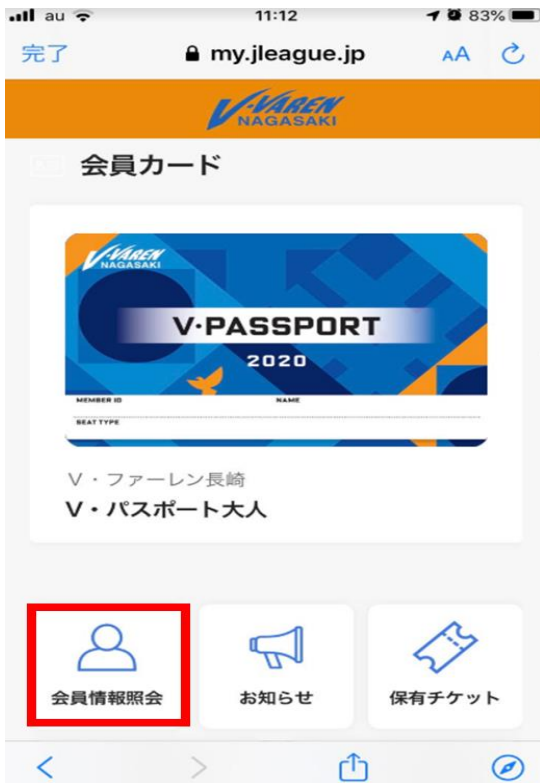 au 11:12 83%
完了 my.jleague.jp AA
V·VAREN
NAGASAKI
会員カード
V·VAREN
NAGASAKI
V·PASSPORT
2020
MEMBER ID NAME
SEAT TYPE
V・ファーレン長崎
V・パスポート大人
会員情報照会 お知らせ 保有チケット